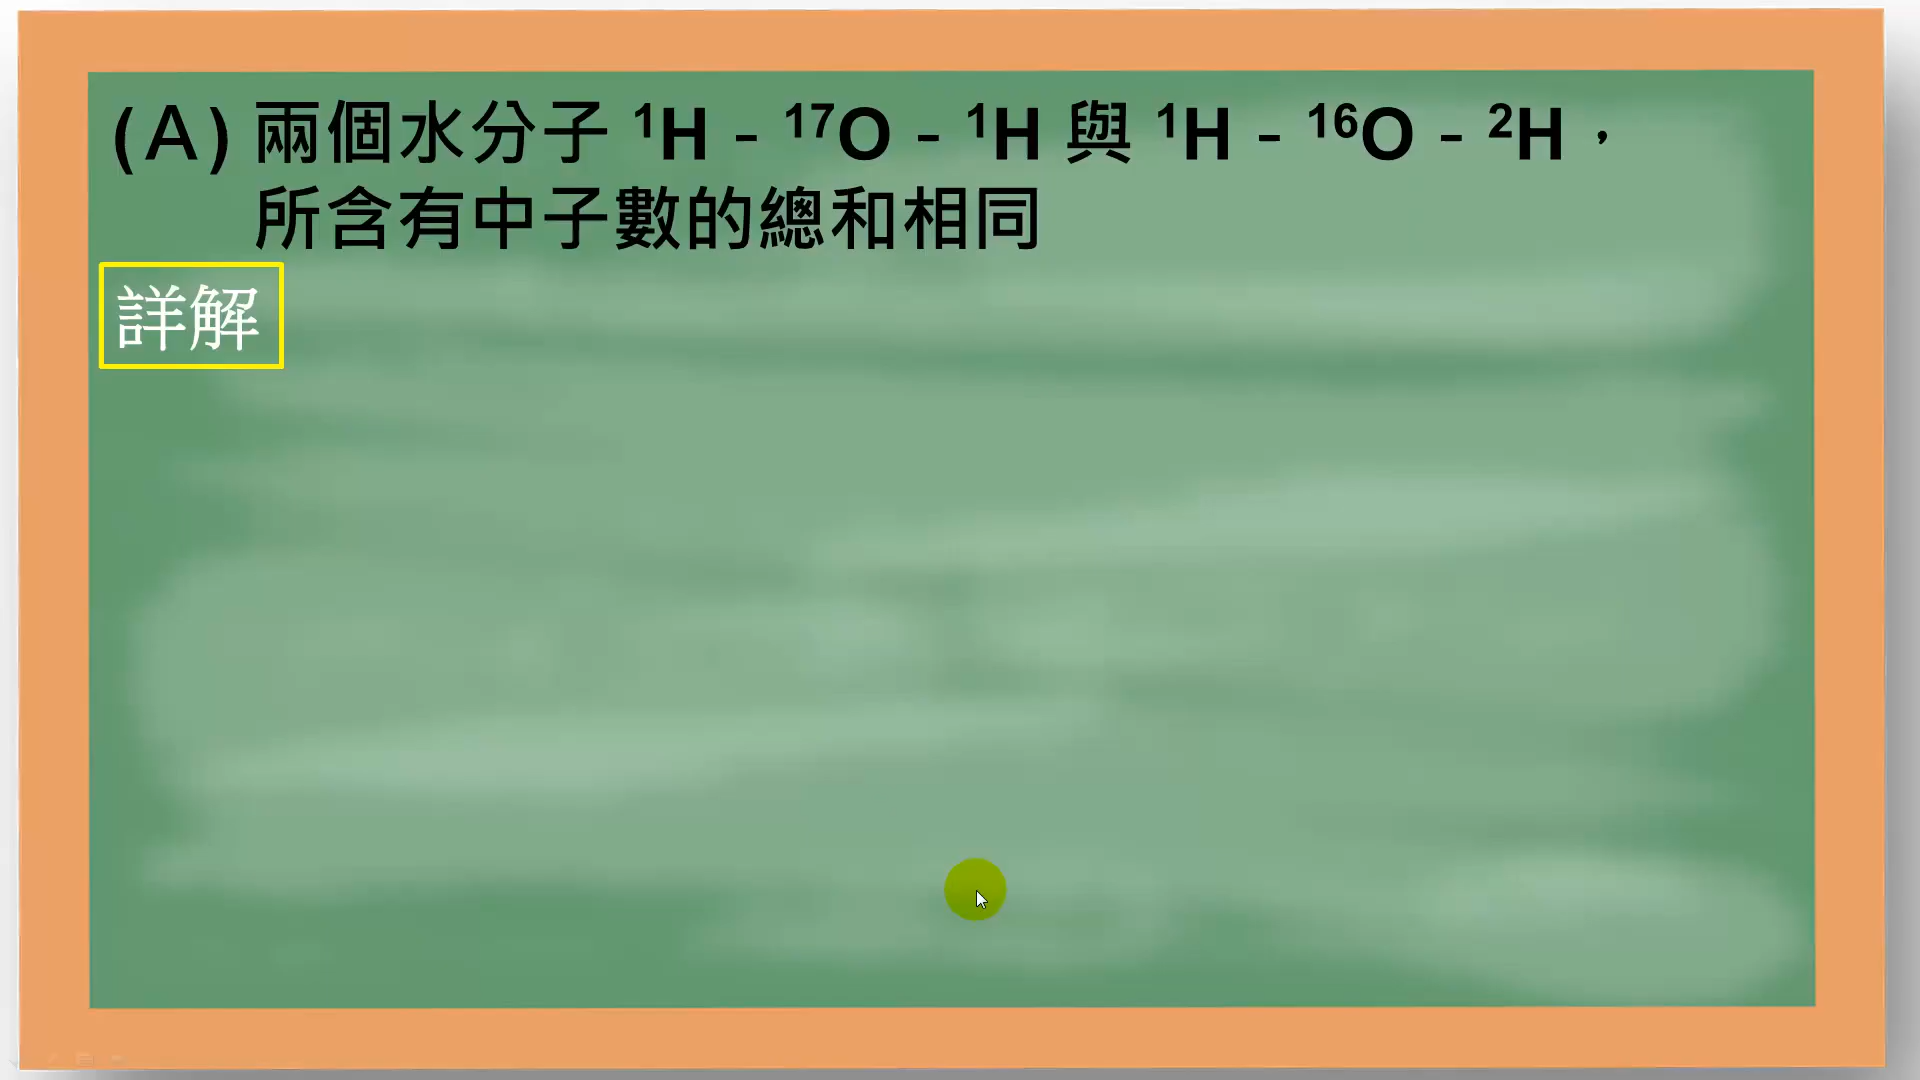 (A) 兩個水分子 ¹H – ¹⁷O – ¹H 與 ¹H – ¹⁶O – ²H，
所含有中子數的總和相同
詳解